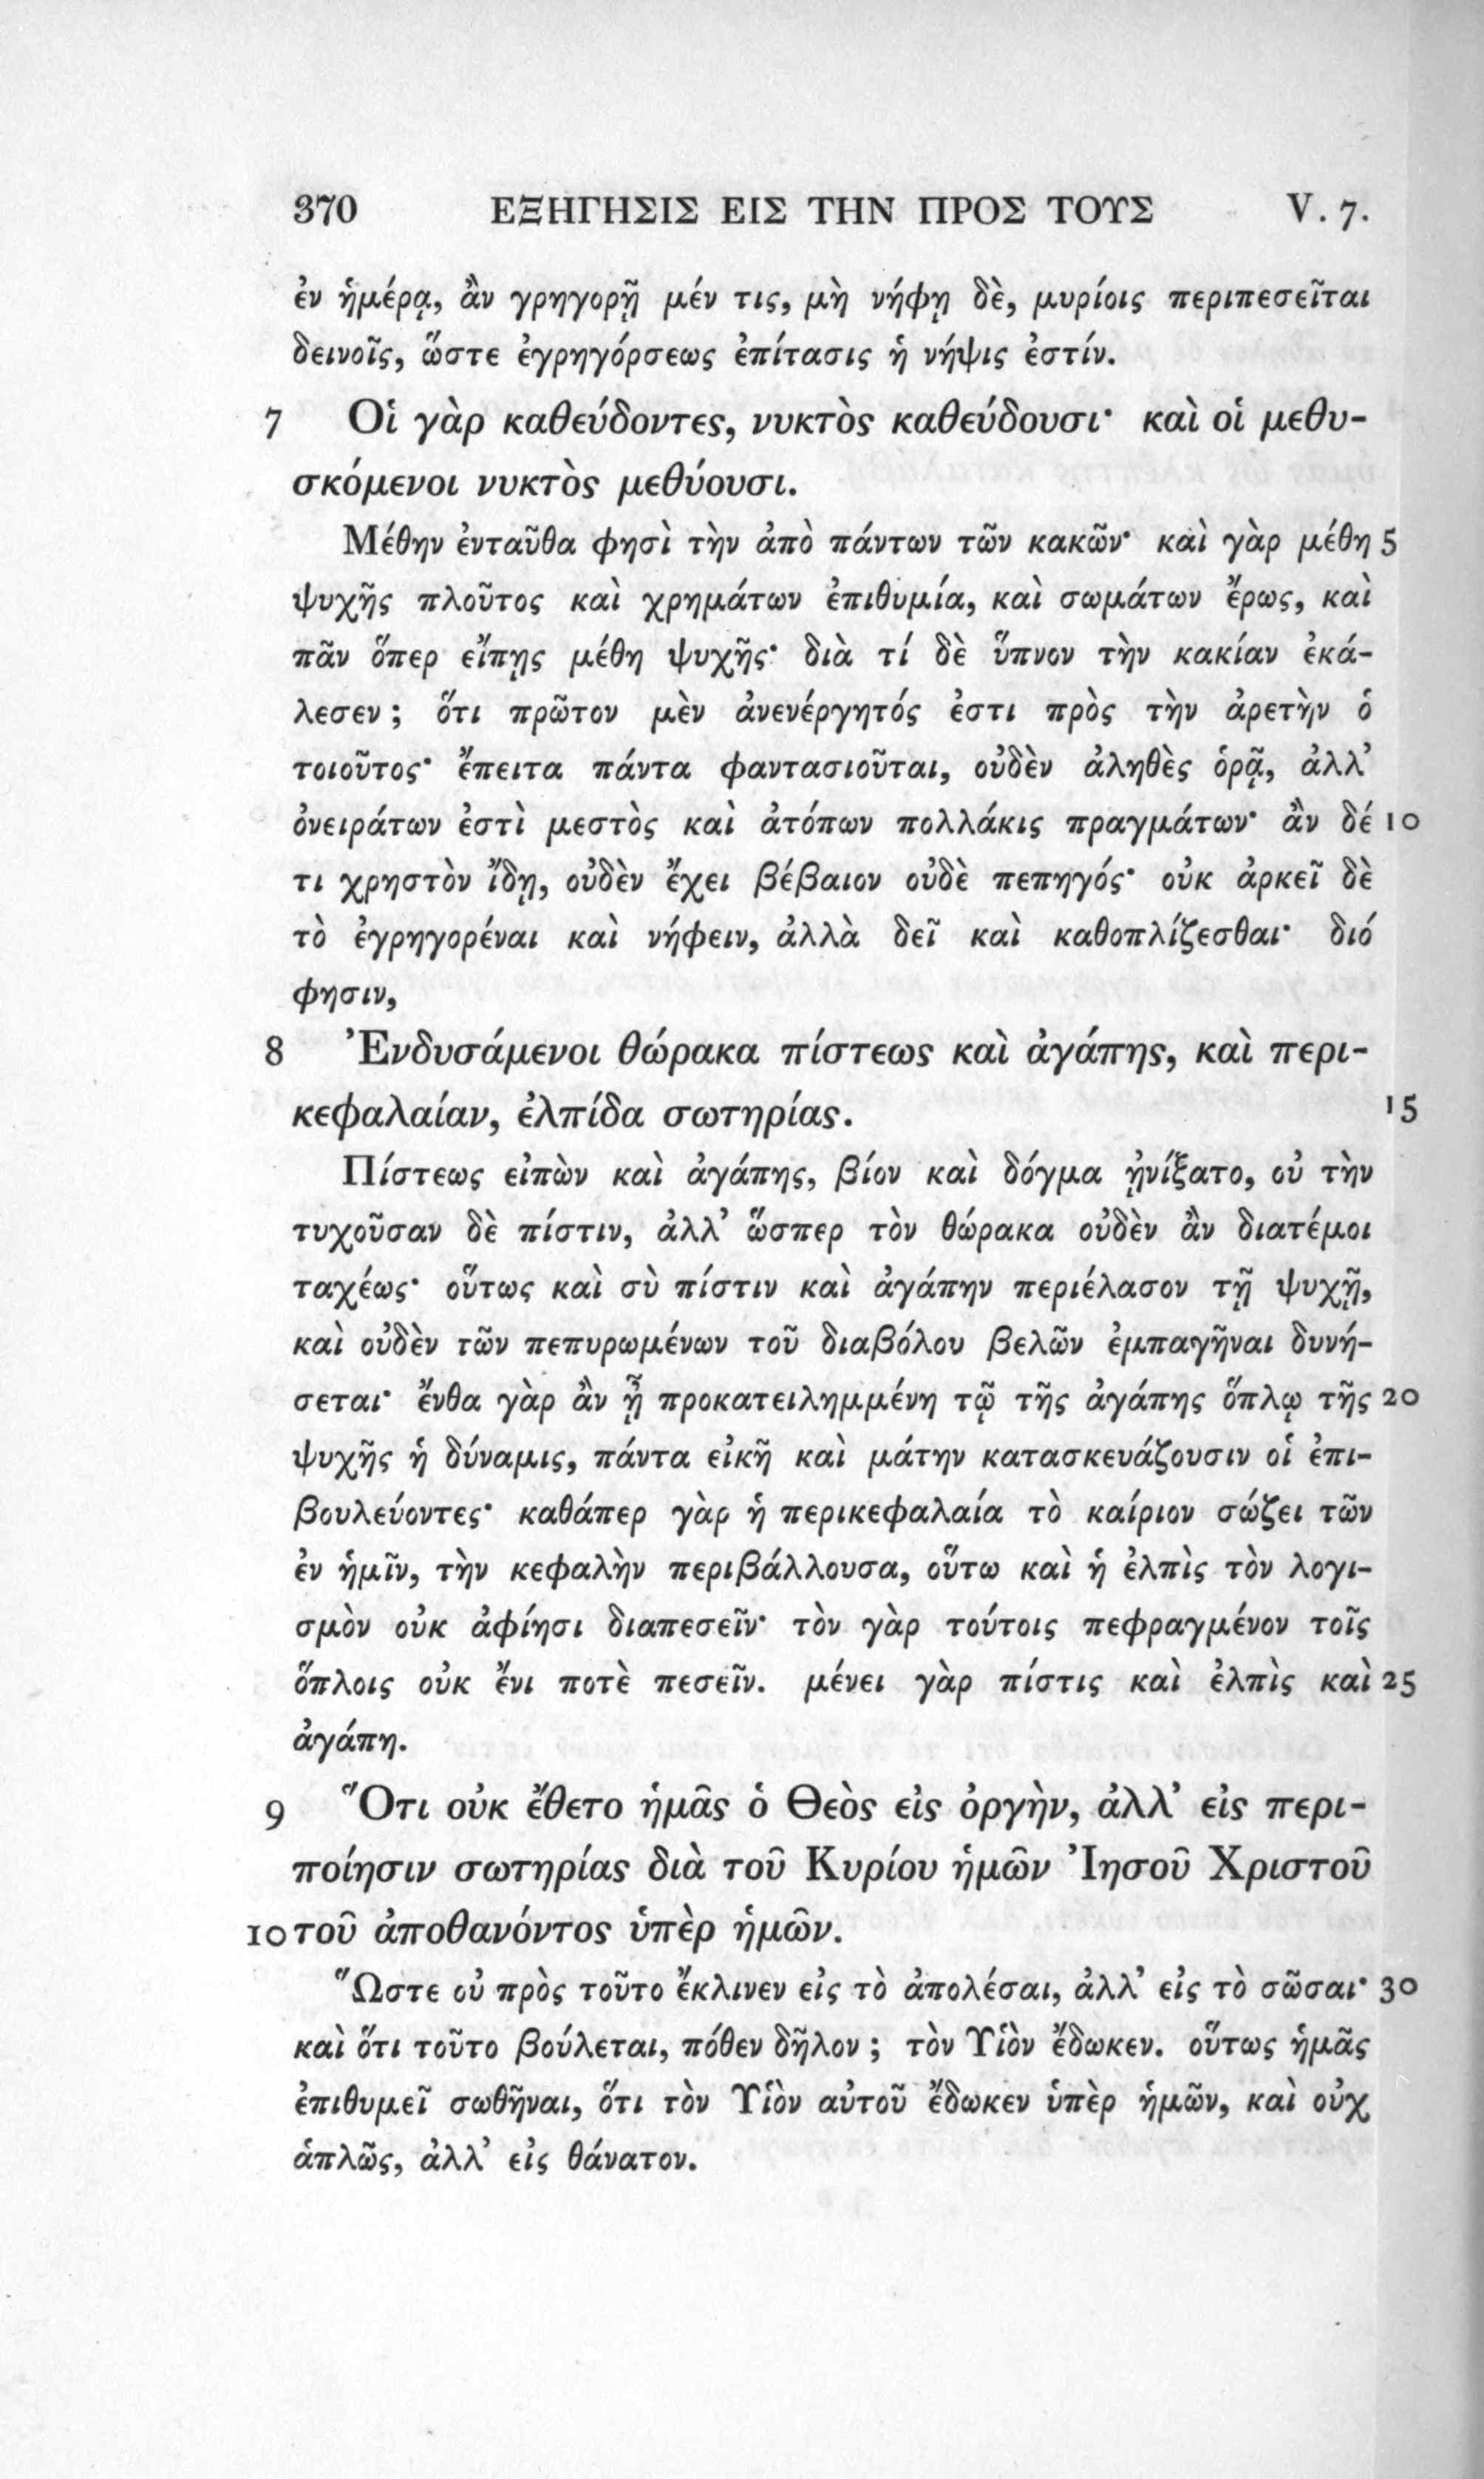 370 ΕΞΗΓΗΣΙΣ ΕΙΣ ΤΗΝ ΠΡΟΣ ΤΟΥΣ V. 7.
ἐν ἡμέρᾳ, ἂν γρηγορῇ μέν τις, μὴ νήφῃ δὲ, μυρίοις περιπεσεῖται
δεινοῖς, ὥστε ἐγρηγόρσεως ἐπίτασις ἡ νήψις ἐστίν.
7 Οἱ γὰρ καθεύδοντες, νυκτὸς καθεύδουσι· καὶ οἱ μεθυ-
σκόμενοι νυκτὸς μεθύουσι.
Μέθην ἐνταῦθα φησὶ τὴν ἀπὸ πάντων τῶν κακῶν· καὶ γὰρ μέθη 5
ψυχῆς πλοῦτος καὶ χρημάτων ἐπιθυμία, καὶ σωμάτων ἔρως, καὶ
πᾶν ὅπερ εἴπῃς μέθη ψυχῆς· διὰ τί δὲ ὕπνον τὴν κακίαν ἐκά-
λεσεν ; ὅτι πρῶτον μὲν ἀνενέργητός ἐστι πρὸς τὴν ἀρετὴν ὁ
τοιοῦτος· ἔπειτα πάντα φαντασιοῦται, οὐδὲν ἀληθὲς ὁρᾷ, ἀλλ’
ὀνειράτων ἐστὶ μεστὸς καὶ ἀτόπων πολλάκις πραγμάτων· ἂν δέ 10
τι χρηστὸν ἴδῃ, οὐδὲν ἔχει βέβαιον οὐδὲ πεπηγός· οὐκ ἀρκεῖ δὲ
τὸ ἐγρηγορέναι καὶ νήφειν, ἀλλὰ δεῖ καὶ καθοπλίζεσθαι· διό
φησιν,
8 Ἐνδυσάμενοι θώρακα πίστεως καὶ ἀγάπης, καὶ περι-
κεφαλαίαν, ἐλπίδα σωτηρίας. 15
Πίστεως εἰπὼν καὶ ἀγάπης, βίον καὶ δόγμα ᾐνίξατο, οὐ τὴν
τυχοῦσαν δὲ πίστιν, ἀλλ’ ὥσπερ τὸν θώρακα οὐδὲν ἂν διατέμοι
ταχέως· οὕτως καὶ σὺ πίστιν καὶ ἀγάπην περιέλασον τῇ ψυχῇ,
καὶ οὐδὲν τῶν πεπυρωμένων τοῦ διαβόλου βελῶν ἐμπαγῆναι δυνή-
σεται· ἔνθα γὰρ ἂν ᾖ προκατειλημμένη τῷ τῆς ἀγάπης ὅπλῳ τῆς 20
ψυχῆς ἡ δύναμις, πάντα εἰκῆ καὶ μάτην κατασκευάζουσιν οἱ ἐπι-
βουλεύοντες· καθάπερ γὰρ ἡ περικεφαλαία τὸ καίριον σώζει τῶν
ἐν ἡμῖν, τὴν κεφαλὴν περιβάλλουσα, οὕτω καὶ ἡ ἐλπὶς τὸν λογι-
σμὸν οὐκ ἀφίησι διαπεσεῖν· τὸν γὰρ τούτοις πεφραγμένον τοῖς
ὅπλοις οὐκ ἔνι ποτὲ πεσεῖν. μένει γὰρ πίστις καὶ ἐλπὶς καὶ 25
ἀγάπη.
9 Ὅτι οὐκ ἔθετο ἡμᾶς ὁ Θεὸς εἰς ὀργὴν, ἀλλ’ εἰς περι-
ποίησιν σωτηρίας διὰ τοῦ Κυρίου ἡμῶν Ἰησοῦ Χριστοῦ
10 τοῦ ἀποθανόντος ὑπὲρ ἡμῶν.
Ὥστε οὐ πρὸς τοῦτο ἔκλινεν εἰς τὸ ἀπολέσαι, ἀλλ’ εἰς τὸ σῶσαι· 30
καὶ ὅτι τοῦτο βούλεται, πόθεν δῆλον ; τὸν Υἱὸν ἔδωκεν. οὕτως ἡμᾶς
ἐπιθυμεῖ σωθῆναι, ὅτι τὸν Υἱὸν αὐτοῦ ἔδωκεν ὑπὲρ ἡμῶν, καὶ οὐχ
ἁπλῶς, ἀλλ’ εἰς θάνατον.